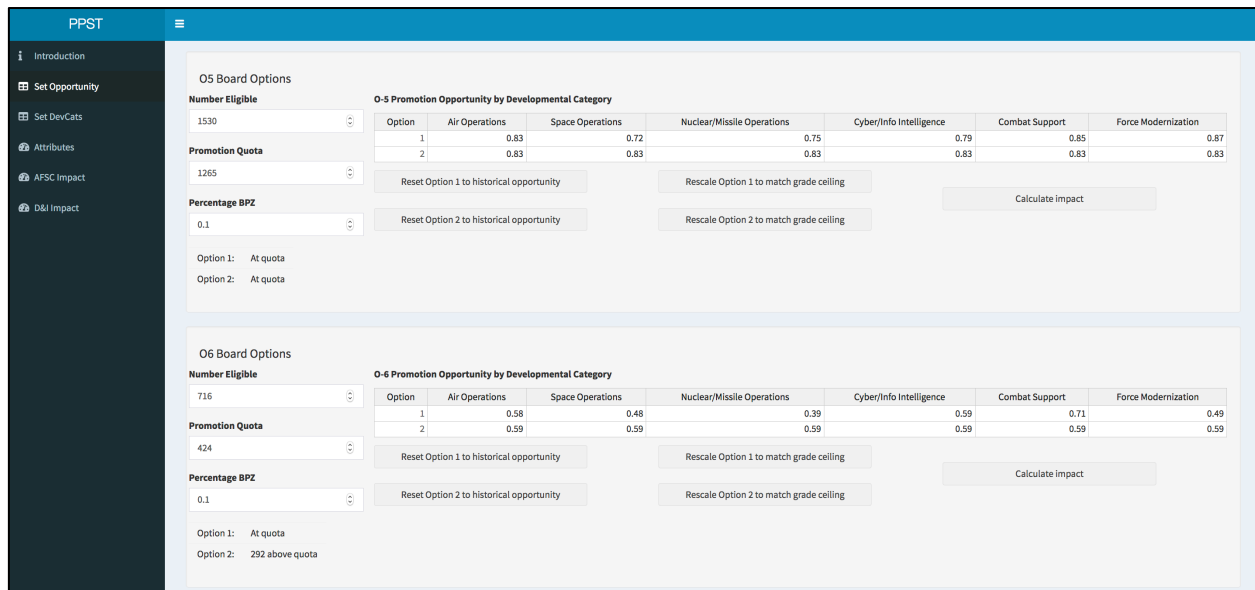 PPST
Introduction
Set Opportunity
Set DevCats
Attributes
AFSC Impact
D&I Impact
O5 Board Options
Number Eligible
1530
Promotion Quota
1265
Percentage BPZ
0.1
Option 1: At quota
Option 2: At quota
O-5 Promotion Opportunity by Developmental Category
Option Air Operations Space Operations Nuclear/Missile Operations Cyber/Info Intelligence Combat Support Force Modernization
1 0.83 0.72 0.75 0.79 0.85 0.87
2 0.83 0.83 0.83 0.83 0.83 0.83
Reset Option 1 to historical opportunity Rescale Option 1 to match grade ceiling
Calculate impact
Reset Option 2 to historical opportunity Rescale Option 2 to match grade ceiling
O6 Board Options
Number Eligible
716
Promotion Quota
424
Percentage BPZ
0.1
Option 1: At quota
Option 2: 292 above quota
O-6 Promotion Opportunity by Developmental Category
Option Air Operations Space Operations Nuclear/Missile Operations Cyber/Info Intelligence Combat Support Force Modernization
1 0.58 0.48 0.39 0.59 0.71 0.49
2 0.59 0.59 0.59 0.59 0.59 0.59
Reset Option 1 to historical opportunity Rescale Option 1 to match grade ceiling
Calculate impact
Reset Option 2 to historical opportunity Rescale Option 2 to match grade ceiling